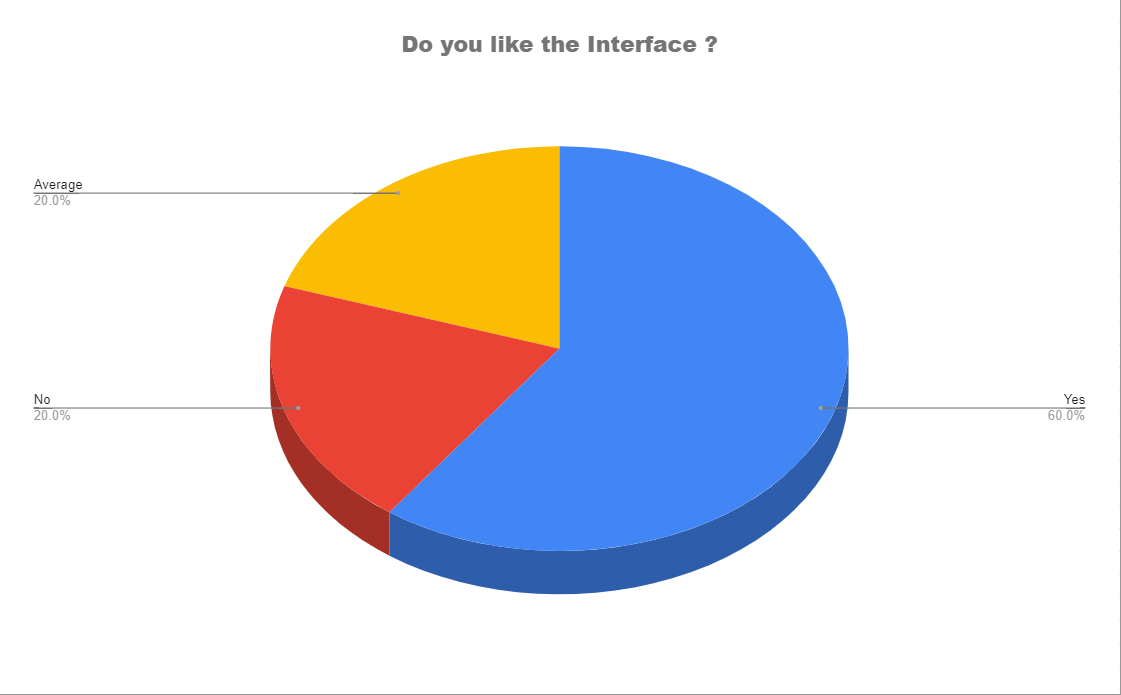 Do you like the Interface ?
Average
20.0%
No
20.0%
Yes
60.0%